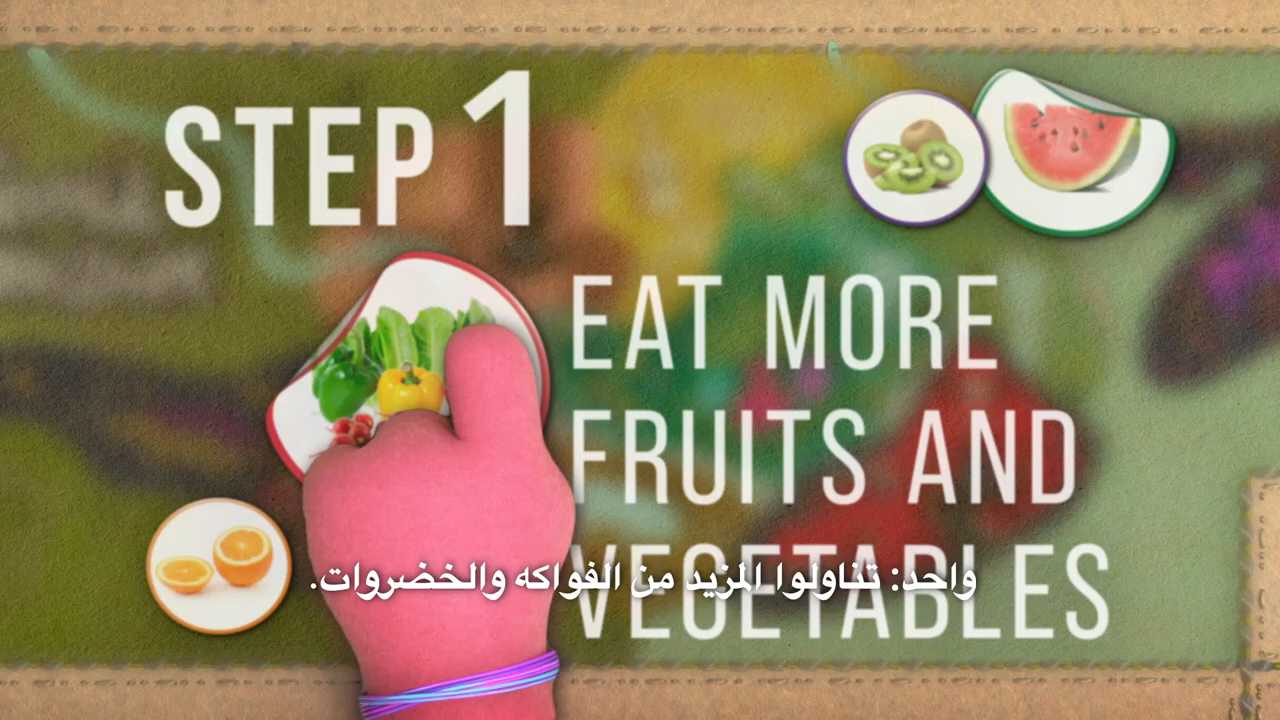 STEP 1
EAT MORE
FRUITS AND
VEGETABLES
واحد: تناولوا المزيد من الفواكه والخضروات.